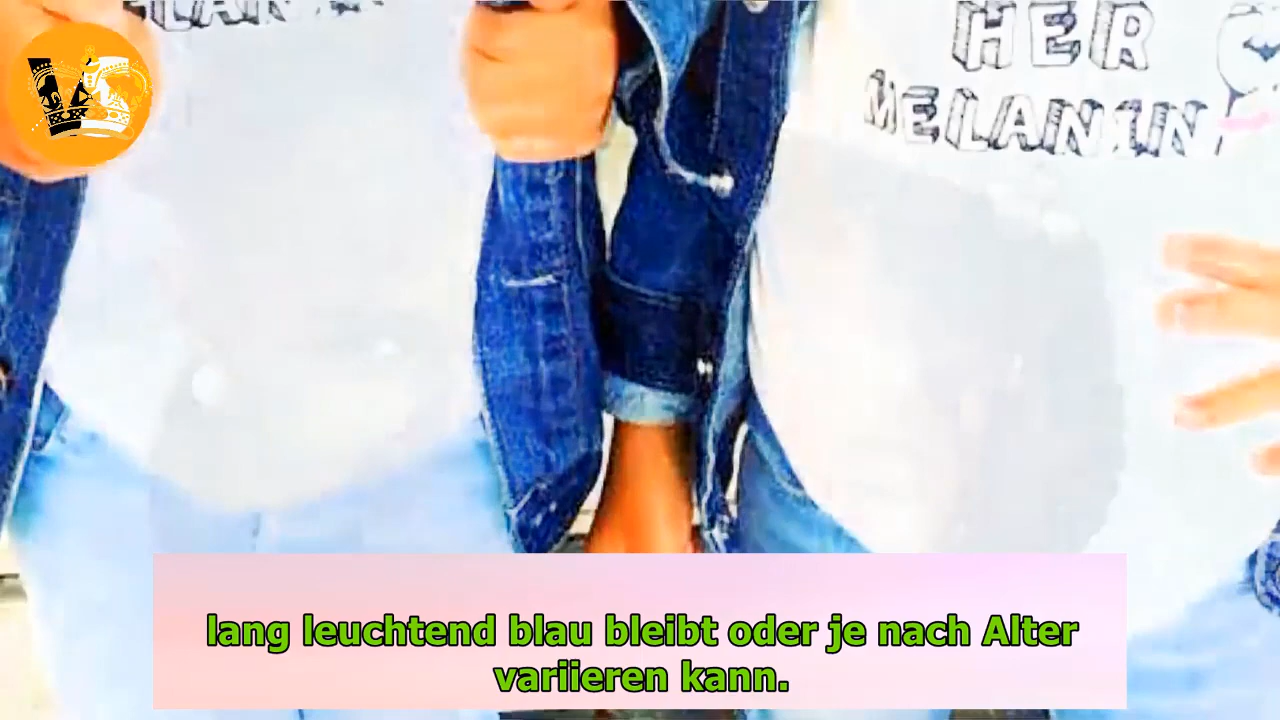 HER
MELANIN
lang leuchtend blau bleibt oder je nach Alter
variieren kann.